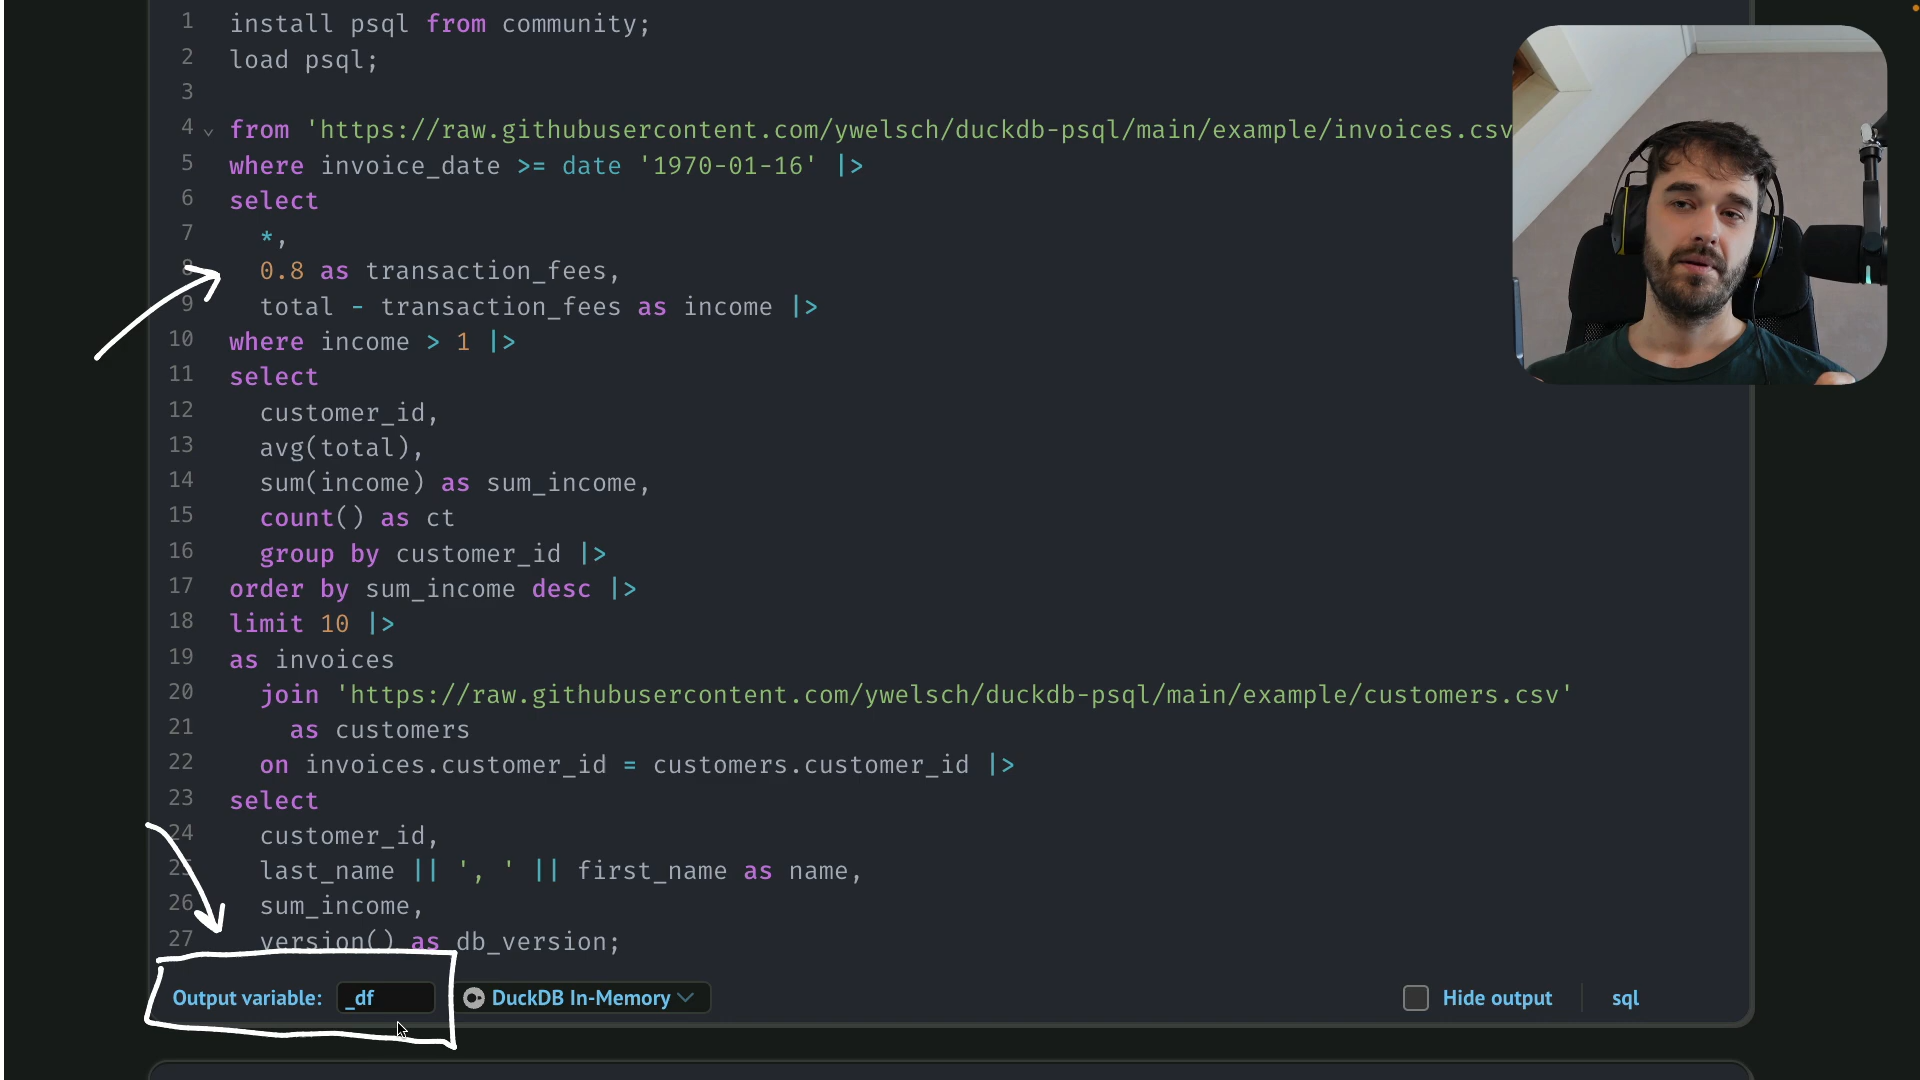 1 install psql from community;
2 load psql;
3
4 from 'https://raw.githubusercontent.com/ywelsch/duckdb-psql/main/example/invoices.csv
5 where invoice_date >= date '1970-01-16' |>
6 select
7 *,
8 0.8 as transaction_fees,
9 total - transaction_fees as income |>
10 where income > 1 |>
11 select
12 customer_id,
13 avg(total),
14 sum(income) as sum_income,
15 count() as ct
16 group by customer_id |>
17 order by sum_income desc |>
18 limit 10 |>
19 as invoices
20 join 'https://raw.githubusercontent.com/ywelsch/duckdb-psql/main/example/customers.csv'
21 as customers
22 on invoices.customer_id = customers.customer_id |>
23 select
24 customer_id,
25 last_name || ', ' || first_name as name,
26 sum_income,
27 version() as db_version;
Output variable: _df DuckDB In-Memory Hide output sql